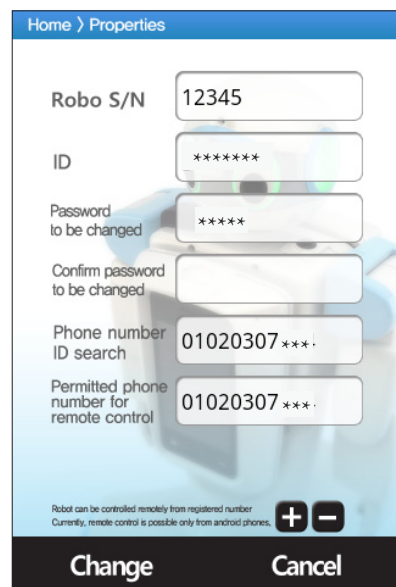 Home 〉Properties
Robo S/N
12345
ID
*******
Password
to be changed
*****
Confirm password
to be changed
Phone number
ID search
01020307***-
Permitted phone
number for
remote control
01020307***-
Robot can be controlled remotely from registered number
Currently, remote control is possible only from android phones,
+ −
Change Cancel